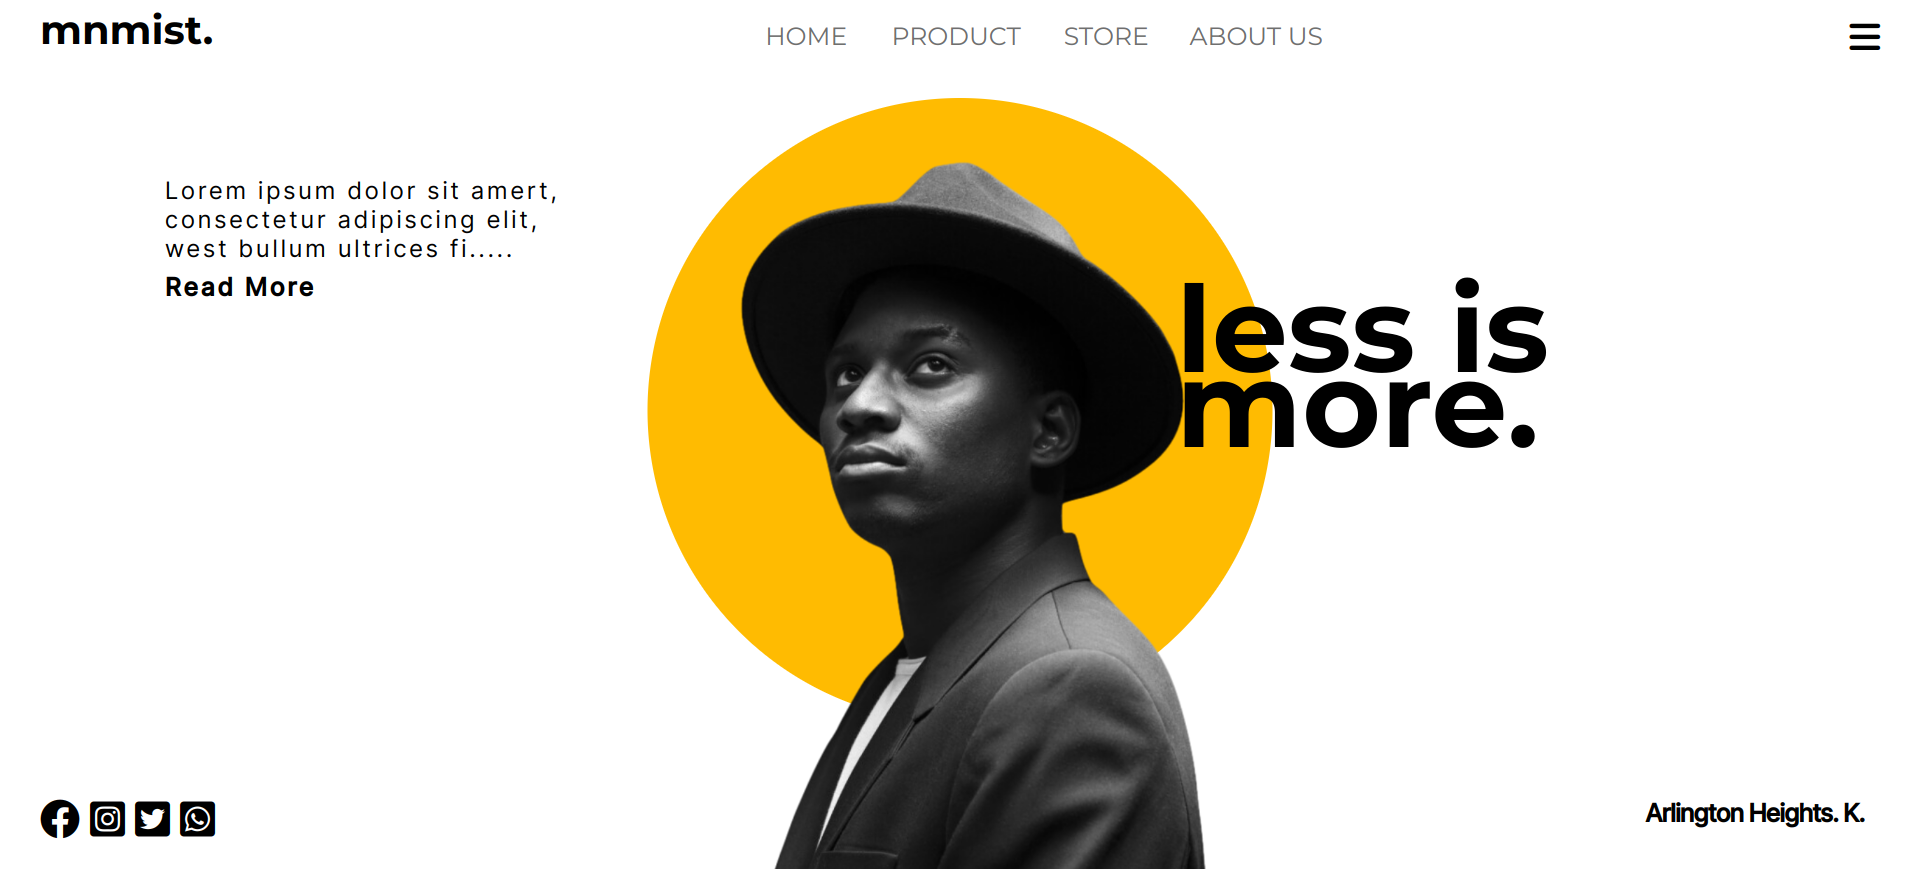 mnmist.
HOME PRODUCT STORE ABOUT US
Lorem ipsum dolor sit amert,
consectetur adipiscing elit,
west bullum ultrices fi.....
Read More
less is
more.
Arlington Heights. K.